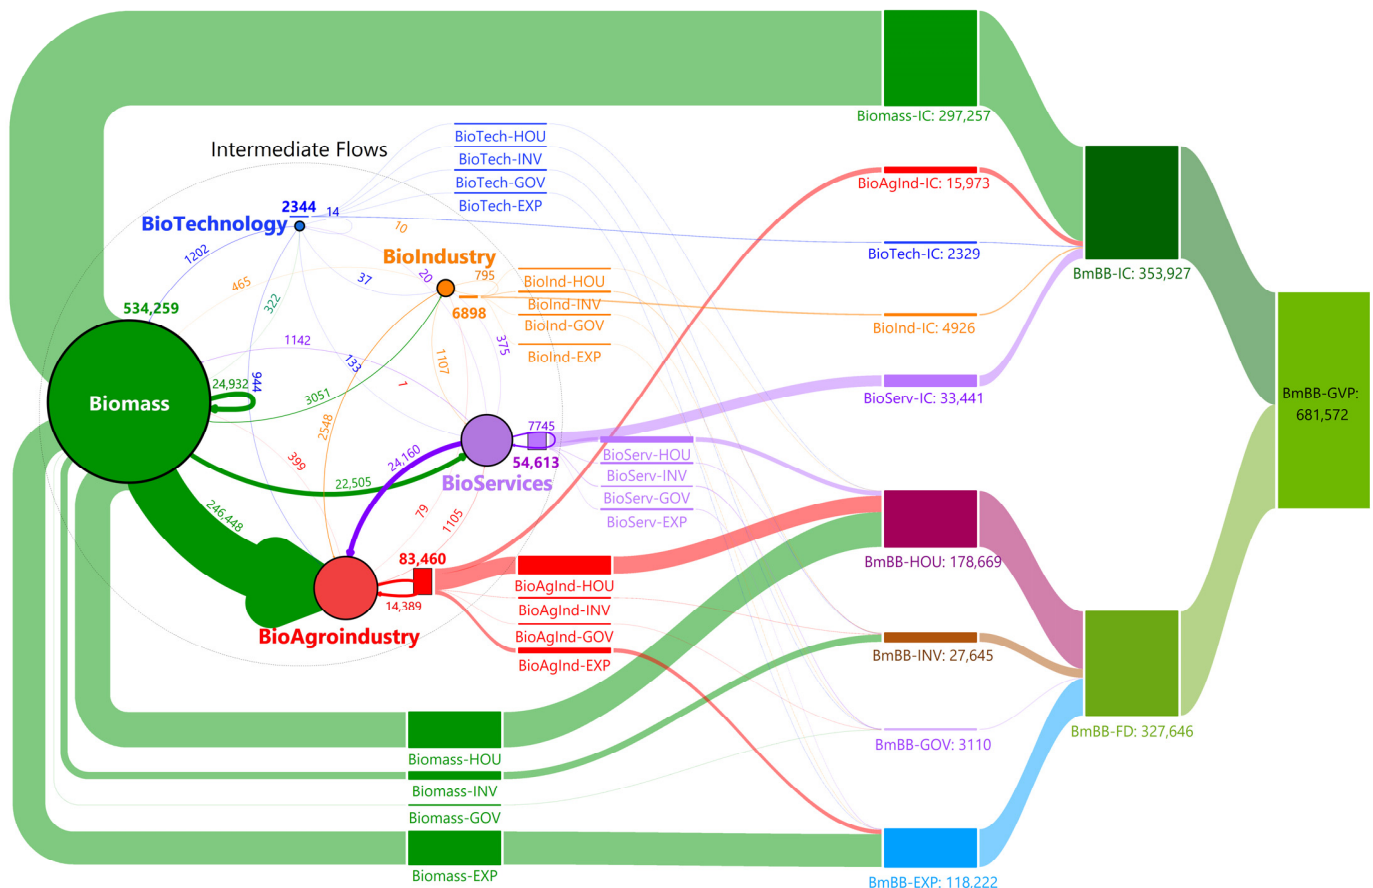 Biomass-IC: 297,257
Intermediate Flows
BioTech-HOU
BioTech-INV
BioTech-GOV
BioTech-EXP
BioAgInd-IC: 15,973
2344
14
BioTechnology
10
1202
BioTech-IC: 2329
BmBB-IC: 353,927
BioIndustry
465
37
20
795
BioInd-HOU
BioInd-INV
BioInd-GOV
BioInd-EXP
322
534,259
6898
BioInd-IC: 4926
1142
375
133
1107
24,932
944
1
3051
Biomass
BioServ-IC: 33,441
BmBB-GVP:
681,572
2548
7745
24,160
399
54,613
BioServices
BioServ-HOU
BioServ-INV
BioServ-GOV
BioServ-EXP
22,505
246,448
79
1105
83,460
BmBB-HOU: 178,669
BioAgInd-HOU
BioAgInd-INV
BioAgInd-GOV
BioAgInd-EXP
14,389
BioAgroindustry
BmBB-INV: 27,645
BmBB-GOV: 3110
BmBB-FD: 327,646
Biomass-HOU
Biomass-INV
Biomass-GOV
Biomass-EXP
BmBB-EXP: 118.222